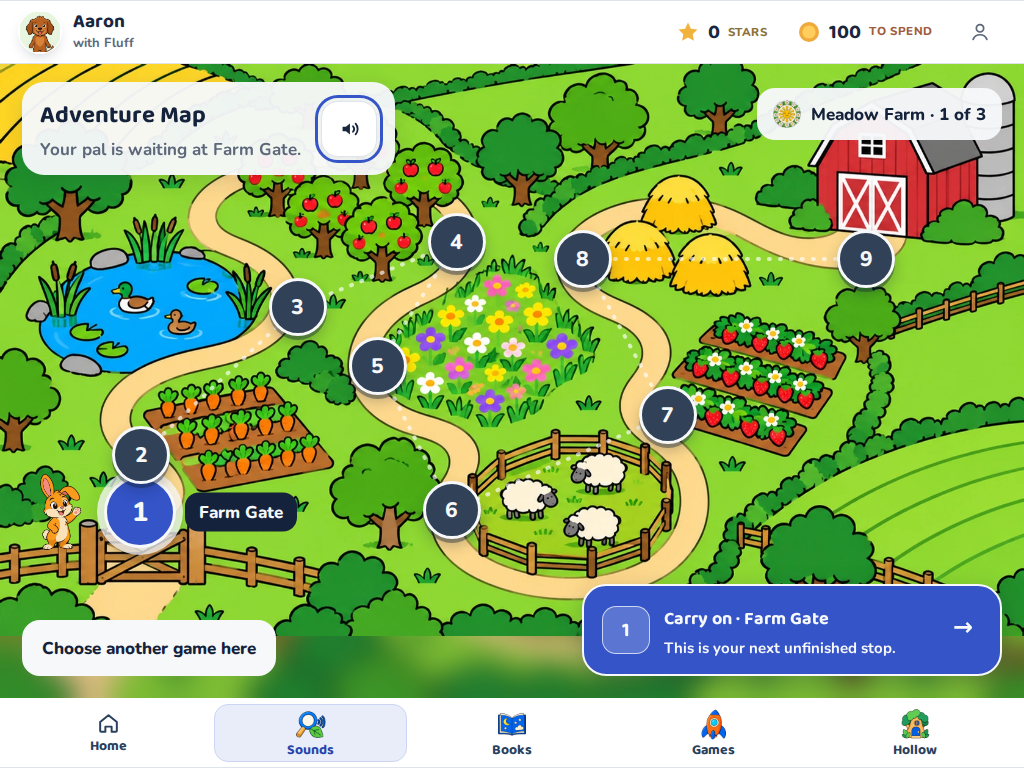 Aaron
with Fluff
0 STARS
100 TO SPEND
Adventure Map
Your pal is waiting at Farm Gate.
Meadow Farm · 1 of 3
4
8
9
3
5
7
2
6
1
Farm Gate
Choose another game here
1
Carry on · Farm Gate
This is your next unfinished stop.
→
Home
Sounds
Books
Games
Hollow